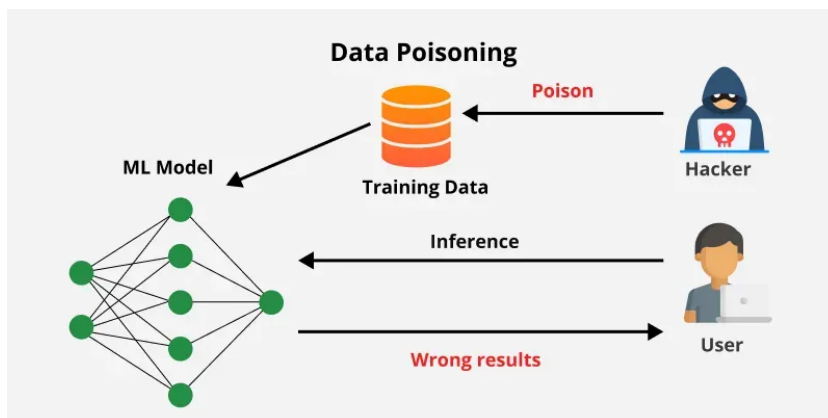 Data Poisoning
Poison
Hacker
Training Data
ML Model
Inference
User
Wrong results